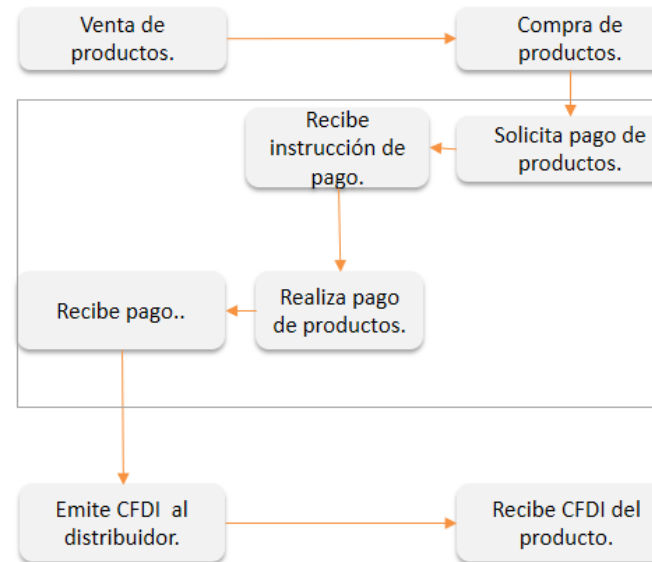 Venta de
productos.
Compra de
productos.
Recibe
instrucción de
pago.
Solicita pago de
productos.
Recibe pago..
Realiza pago
de productos.
Emite CFDI al
distribuidor.
Recibe CFDI del
producto.